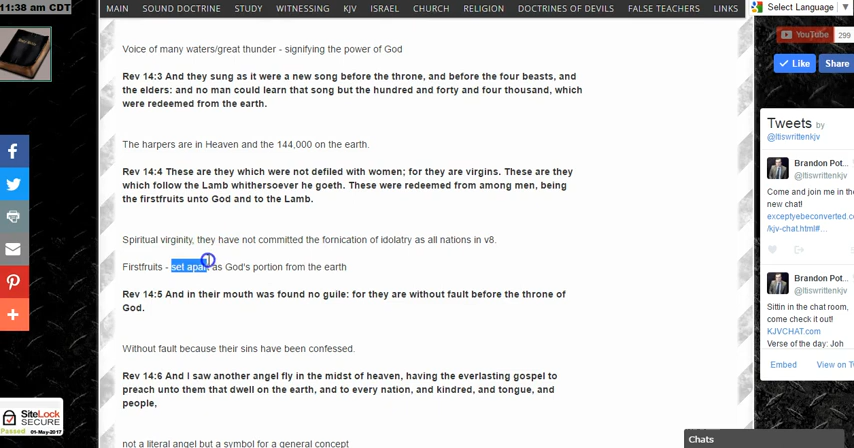 11:38 am CDT
MAIN SOUND DOCTRINE STUDY WITNESSING KJV ISRAEL CHURCH RELIGION DOCTRINES OF DEVILS FALSE TEACHERS LINKS
Select Language ▼
YouTube 299
Like Share
Voice of many waters/great thunder - signifying the power of God
Rev 14:3 And they sung as it were a new song before the throne, and before the four beasts, and
the elders: and no man could learn that song but the hundred and forty and four thousand, which
were redeemed from the earth.
The harpers are in Heaven and the 144,000 on the earth.
Rev 14:4 These are they which were not defiled with women; for they are virgins. These are they
which follow the Lamb whithersoever he goeth. These were redeemed from among men, being
the firstfruits unto God and to the Lamb.
Spiritual virginity, they have not committed the fornication of idolatry as all nations in v8.
Firstfruits - set apart as God's portion from the earth
Rev 14:5 And in their mouth was found no guile: for they are without fault before the throne of
God.
Without fault because their sins have been confessed.
Rev 14:6 And I saw another angel fly in the midst of heaven, having the everlasting gospel to
preach unto them that dwell on the earth, and to every nation, and kindred, and tongue, and
people,
not a literal angel but a symbol for a general concept
Tweets by
@Itiswrittenkjv
Brandon Pot
@Itiswrittenkjv
Come and join me in the
new chat!
exceptyebeconverted.c
/kjv-chat.html#...
Brandon Pot
@Itiswrittenkjv
Sittin in the chat room,
come check it out!
KJVCHAT.com
Verse of the day: Joh
Embed View on Tw
Chats
SiteLock
SECURE
Passed 01-May-2017